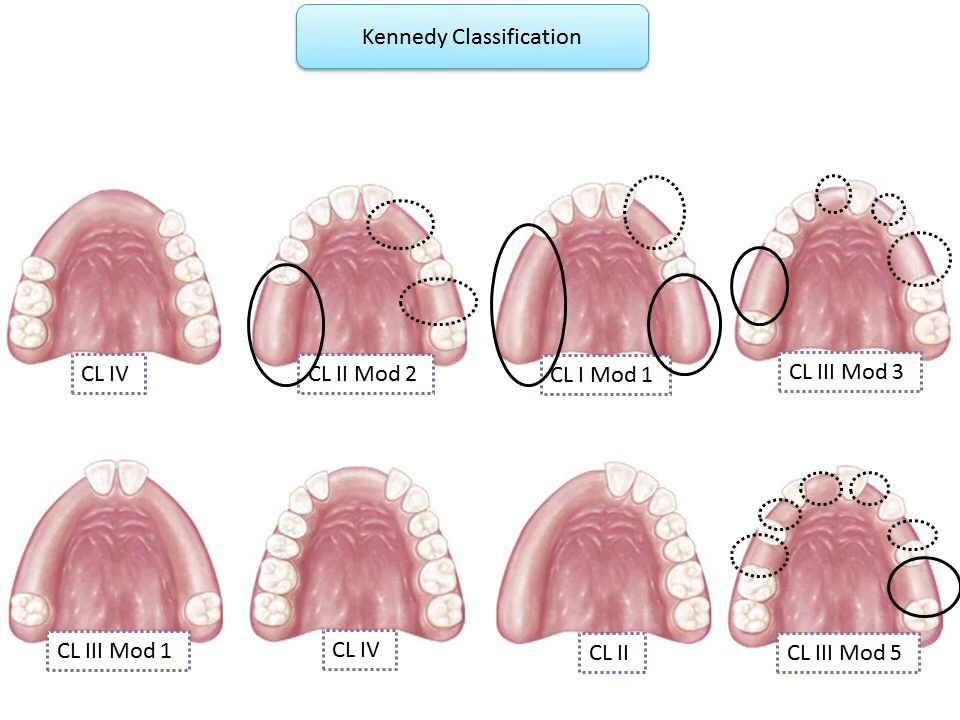 Kennedy Classification
CL IV
CL II Mod 2
CL I Mod 1
CL III Mod 3
CL III Mod 1
CL IV
CL II
CL III Mod 5